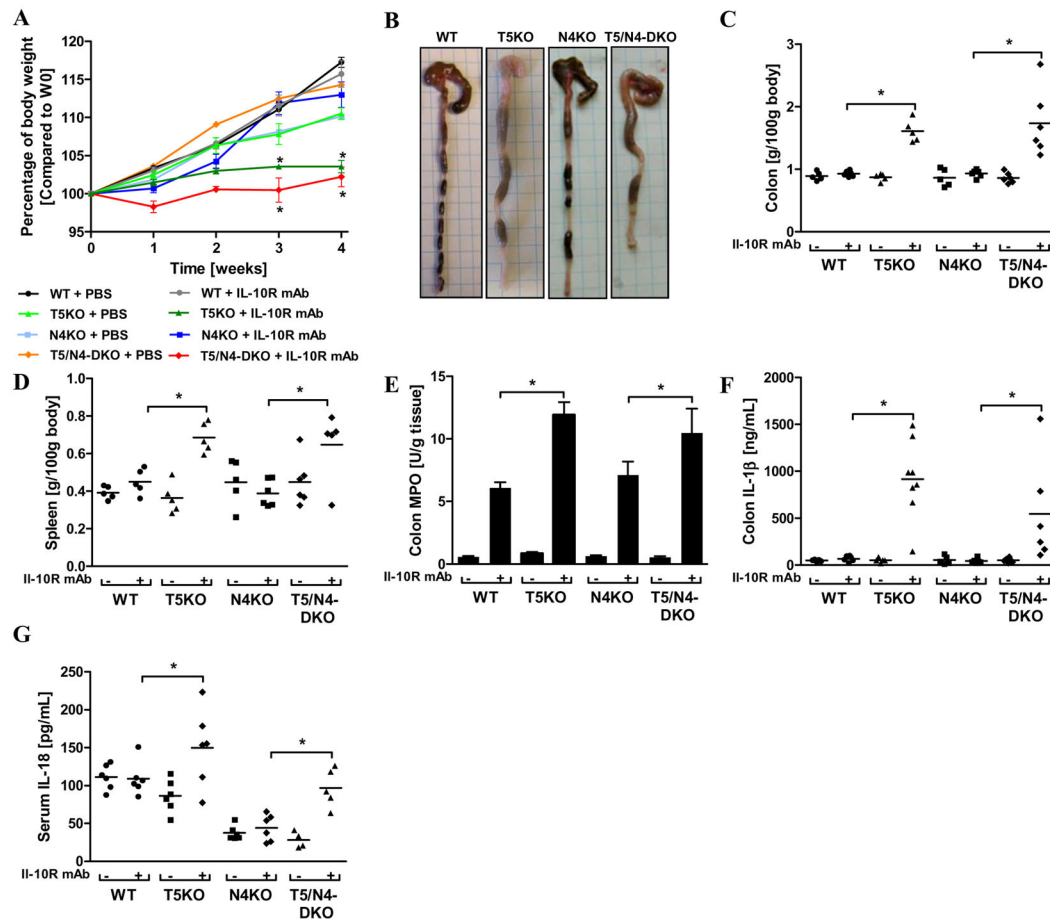 A
Percentage of body weight
[Compared to W0]
120
115
110
105
100
95
0
1
2
3
4
* *
* *
Time [weeks]
WT + PBS
WT + IL-10R mAb
T5KO + PBS
T5KO + IL-10R mAb
N4KO + PBS
N4KO + IL-10R mAb
T5/N4-DKO + PBS
T5/N4-DKO + IL-10R mAb
B
WT
T5KO
N4KO
T5/N4-DKO
C
Colon [g/100g body]
3
2
1
0
* *
Il-10R mAb - + - + - + - +
WT T5KO N4KO T5/N4-
DKO
D
Spleen [g/100g body]
1.0
0.8
0.6
0.4
0.2
0.0
* *
Il-10R mAb - + - + - + - +
WT T5KO N4KO T5/N4-
DKO
E
Colon MPO [U/g tissue]
15
10
5
0
* *
Il-10R mAb - + - + - + - +
WT T5KO N4KO T5/N4-
DKO
F
Colon IL-1β [ng/mL]
2000
1500
1000
500
0
* *
Il-10R mAb - + - + - + - +
WT T5KO N4KO T5/N4-
DKO
G
Serum IL-18 [pg/mL]
250
200
150
100
50
0
* *
Il-10R mAb - + - + - + - +
WT T5KO N4KO T5/N4-
DKO